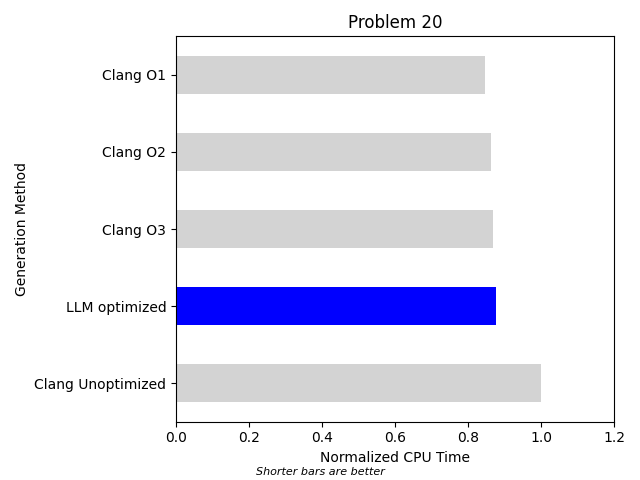 Problem 20
Clang O1
Clang O2
Clang O3
LLM optimized
Clang Unoptimized
Generation Method
0.0 0.2 0.4 0.6 0.8 1.0 1.2
Normalized CPU Time
Shorter bars are better